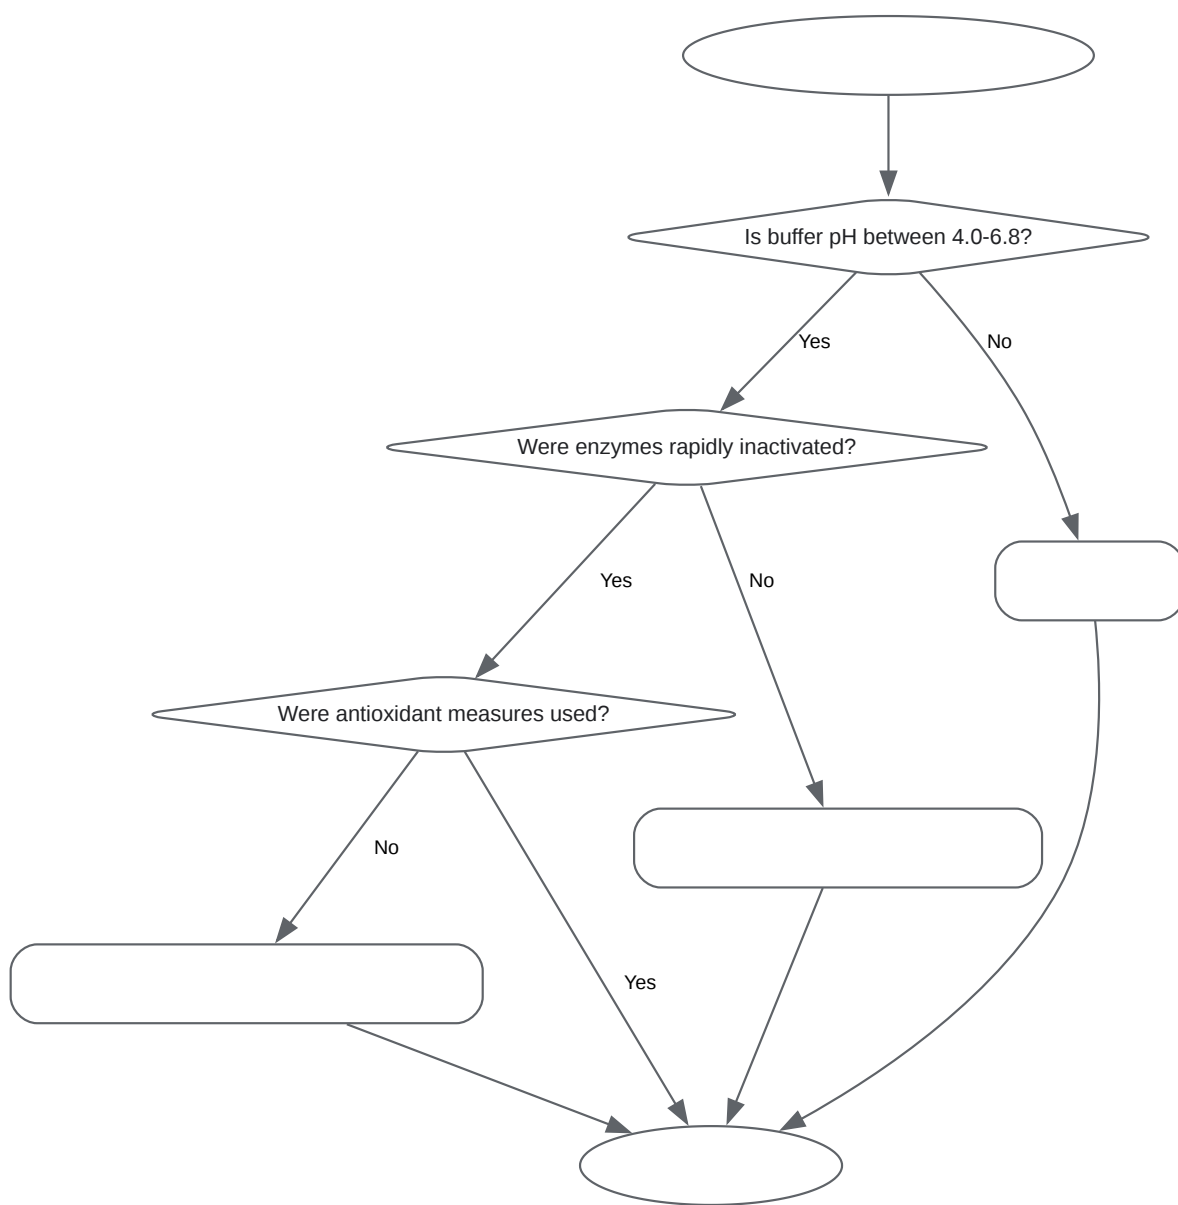 Is buffer pH between 4.0-6.8?
Yes
No
Were enzymes rapidly inactivated?
Yes
No
Were antioxidant measures used?
No
Yes